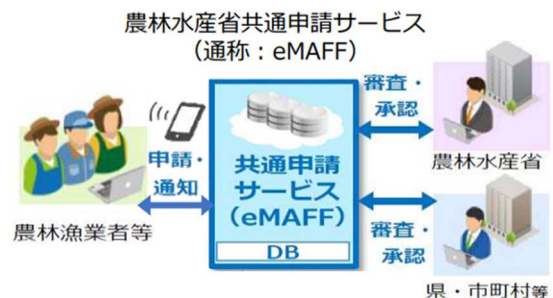 農林水産省共通申請サービス
（通称：eMAFF）
申請・
通知
農林漁業者等
共通申請
サービス
（eMAFF）
DB
審査・
承認
農林水産省
審査・
承認
県・市町村等